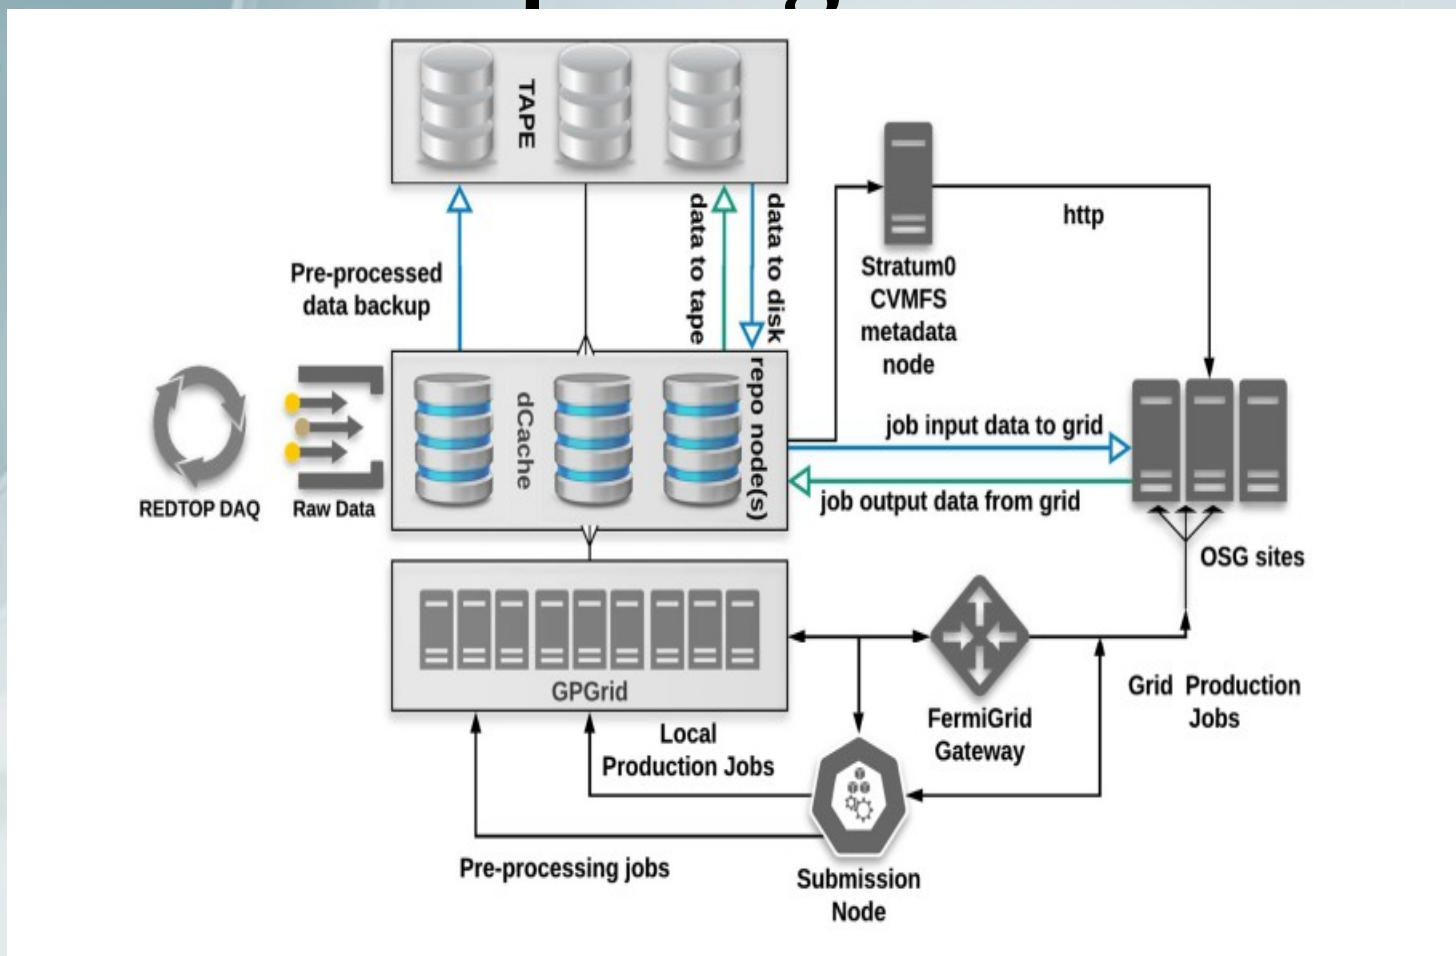 TAPE
Pre-processed
data backup
data to tape
data to disk
http
Stratum0
CVMFS
metadata
node
REDTOP DAQ
Raw Data
dCache
repo node(s)
job input data to grid
job output data from grid
OSG sites
GPGrid
Local
Production Jobs
FermiGrid
Gateway
Grid Production
Jobs
Pre-processing jobs
Submission
Node